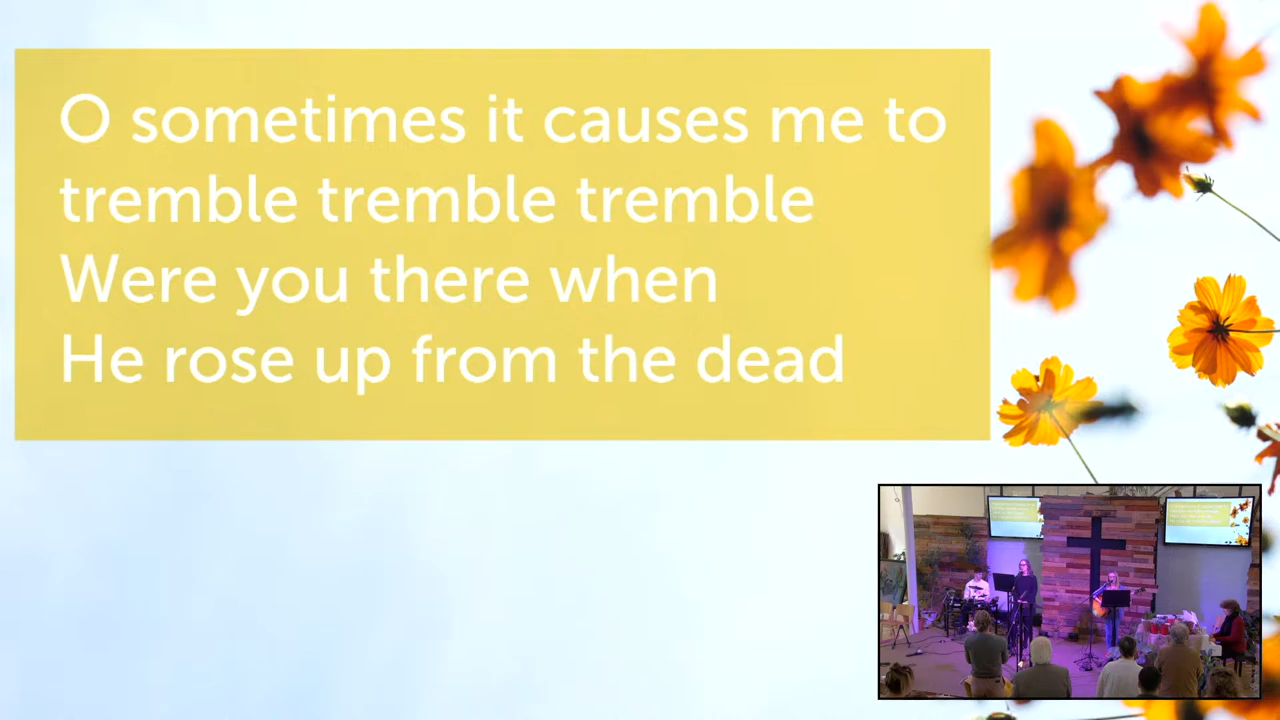 O sometimes it causes me to
tremble tremble tremble
Were you there when
He rose up from the dead